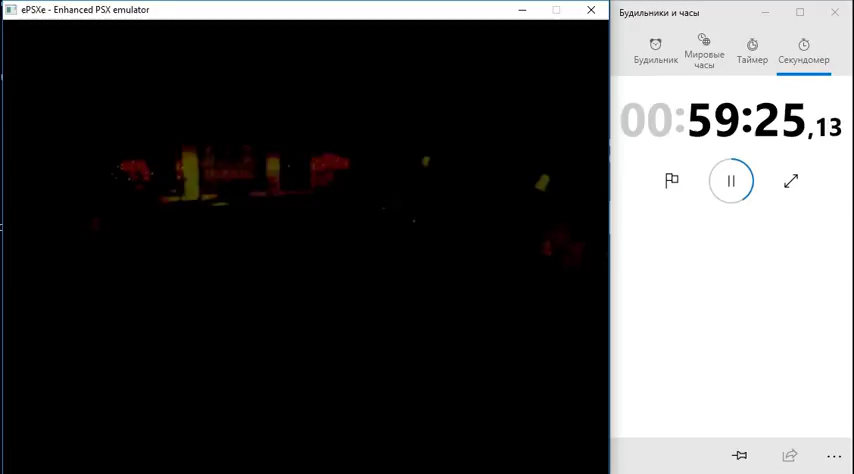 ePSXe - Enhanced PSX emulator
Будильники и часы
Будильник
Мировые
часы
Таймер
Секундомер
00:59:25,13